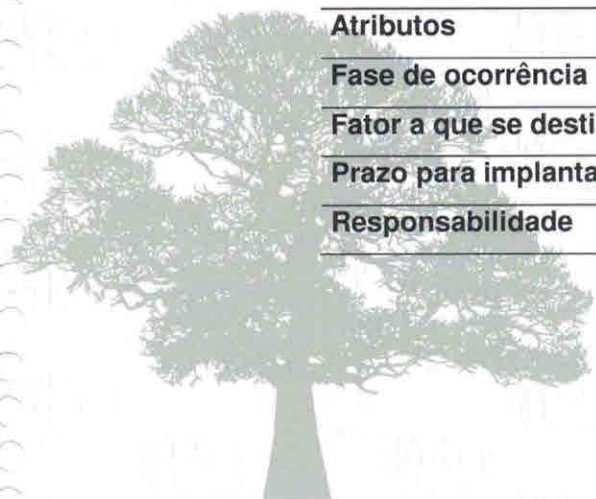 Atributos
Fase de ocorrência
Fator a que se desti
Prazo para implanta
Responsabilidade